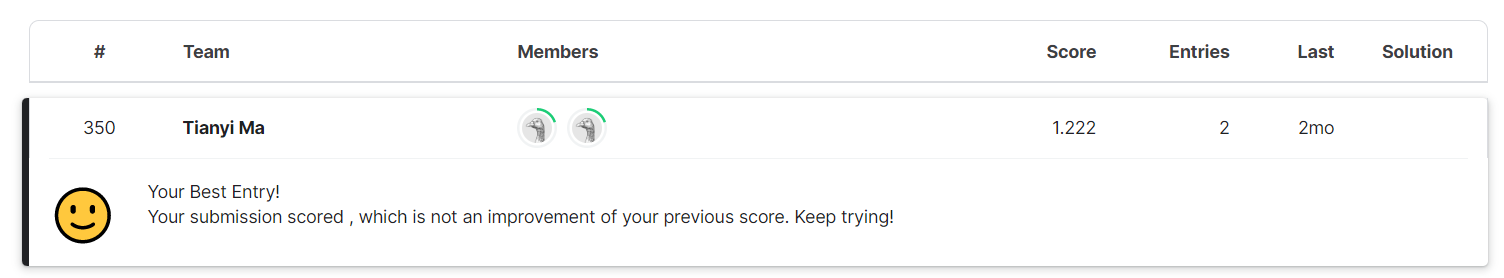 # Team Members Score Entries Last Solution
350 Tianyi Ma 1.222 2 2mo
Your Best Entry!
Your submission scored , which is not an improvement of your previous score. Keep trying!